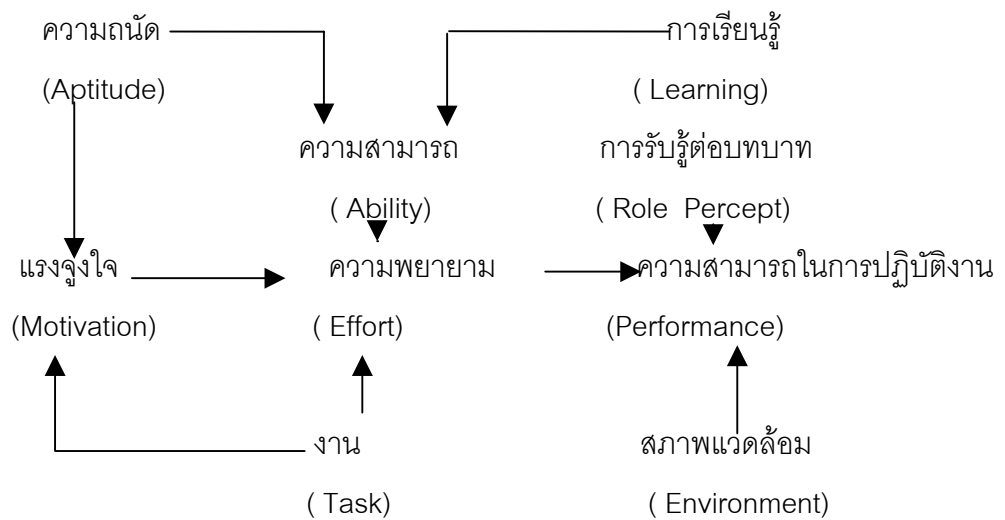 ความถนัด การเรียนรู้
(Aptitude) ( Learning)
ความสามารถ การรับรู้ต่อบทบาท
( Ability) ( Role Percept)
แรงจูงใจ ความพยายาม ความสามารถในการปฏิบัติงาน
(Motivation) ( Effort) (Performance)
งาน สภาพแวดล้อม
( Task) ( Environment)